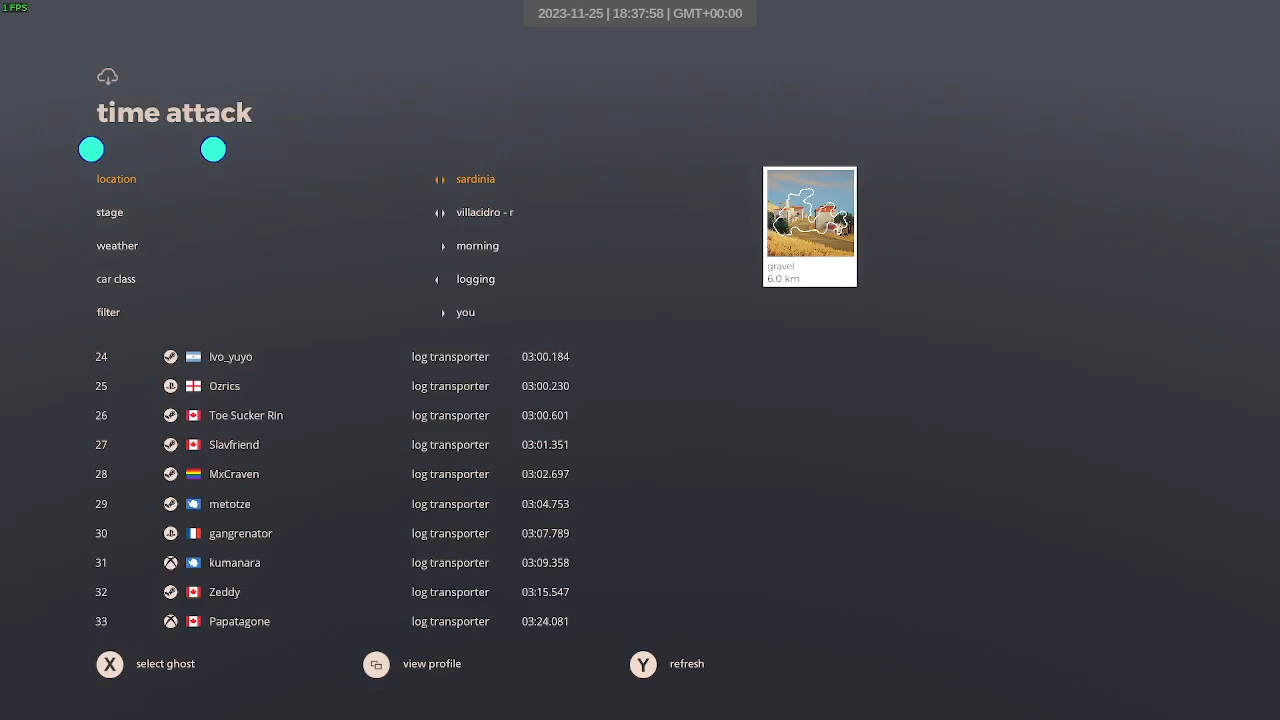 1 FPS
2023-11-25 | 18:37:58 | GMT+00:00
time attack
location sardinia
stage villacidro - r
weather morning
car class logging
filter you
gravel
6.0 km
24 Ivo_yuyo log transporter 03:00.184
25 Ozrics log transporter 03:00.230
26 Toe Sucker Rin log transporter 03:00.601
27 Slavfriend log transporter 03:01.351
28 MxCraven log transporter 03:02.697
29 metotze log transporter 03:04.753
30 gangrenator log transporter 03:07.789
31 kumanara log transporter 03:09.358
32 Zeddy log transporter 03:15.547
33 Papatagone log transporter 03:24.081
X select ghost view profile Y refresh